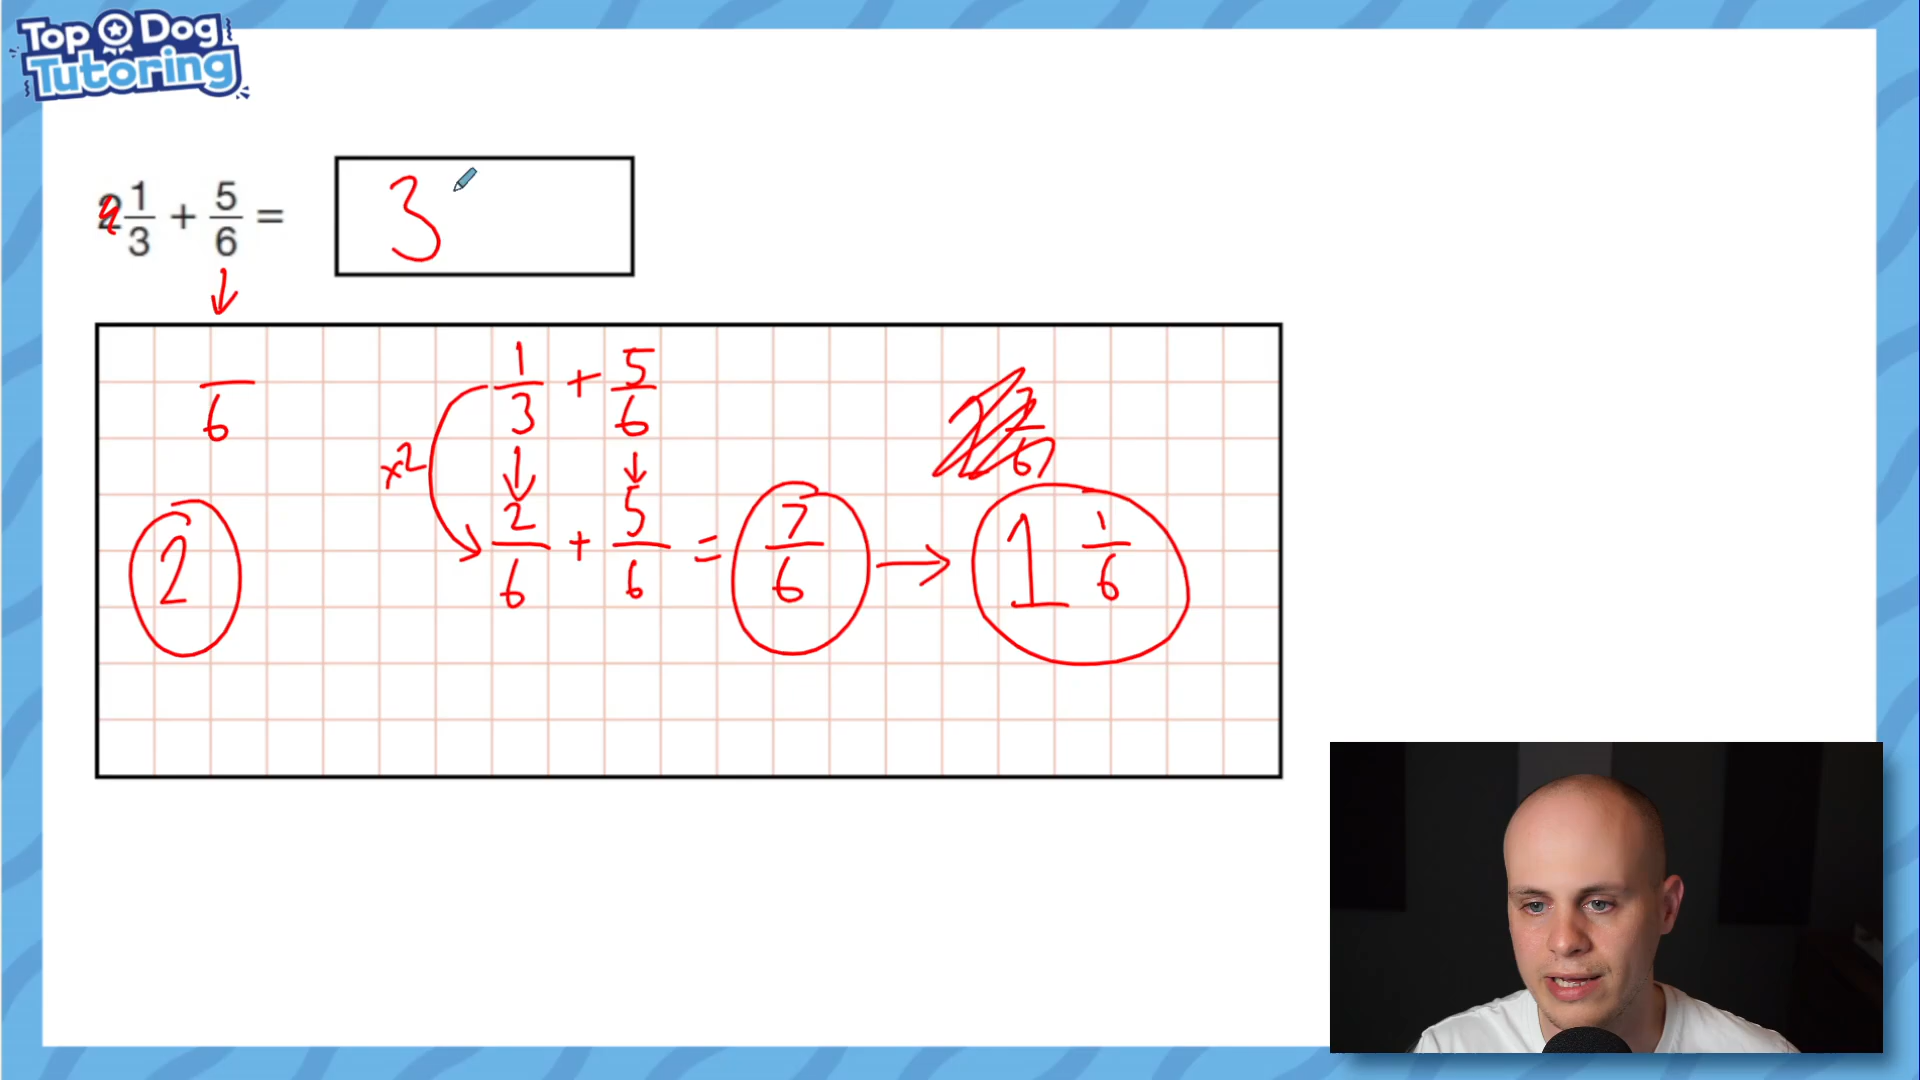 Top Dog
Tutoring
2 1/3 + 5/6 =
3
6
1/3 + 5/6
x2
2/6 + 5/6 = 7/6 → 1 1/6
2